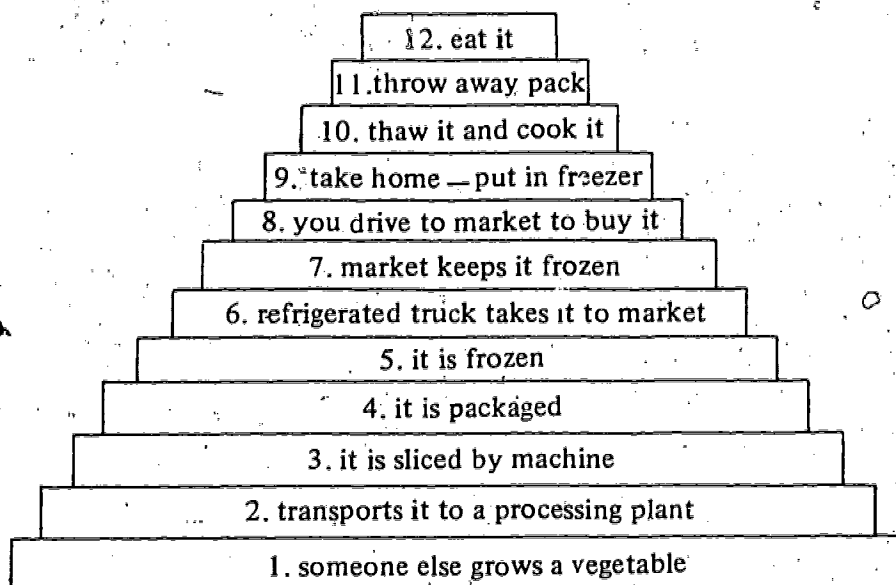 12. eat it
11.throw away pack
10. thaw it and cook it
9. take home — put in freezer
8. you drive to market to buy it
7. market keeps it frozen
6. refrigerated truck takes it to market
5. it is frozen
4. it is packaged
3. it is sliced by machine
2. transports it to a processing plant
1. someone else grows a vegetable